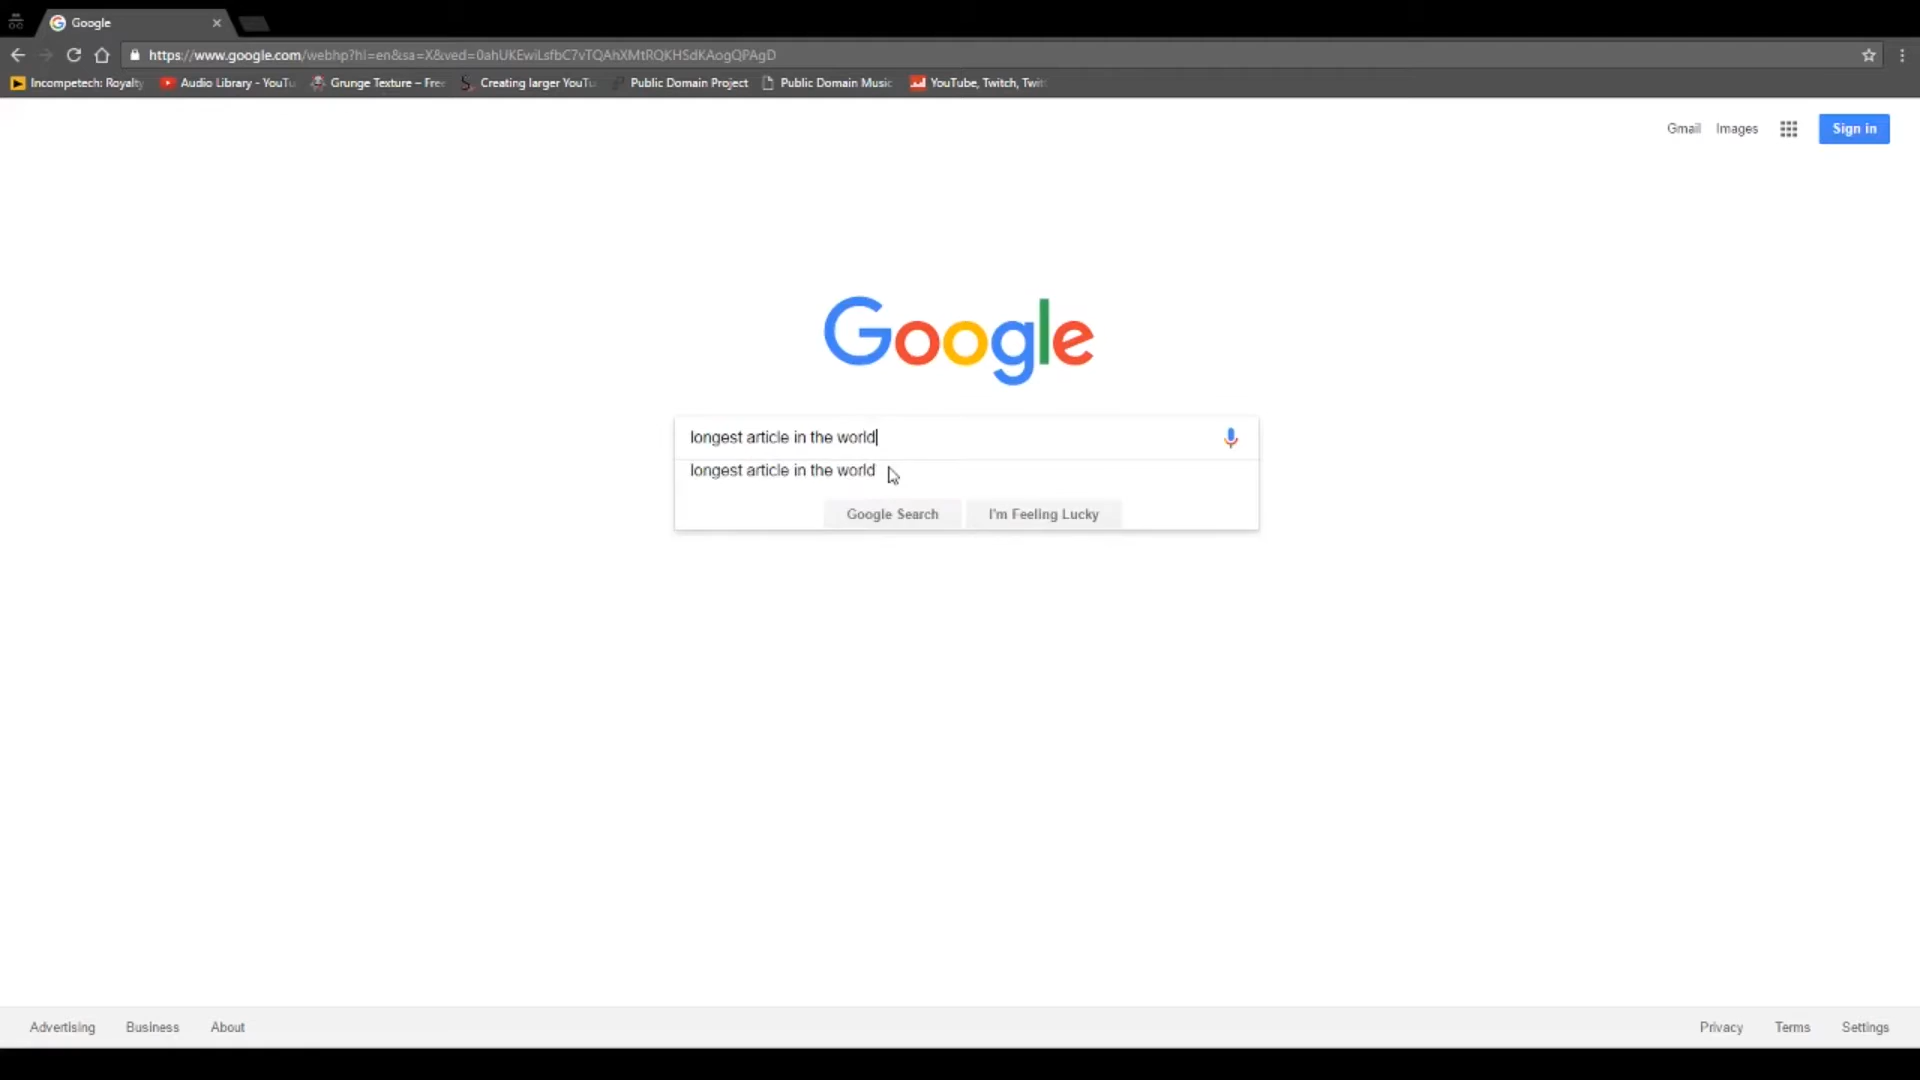 Google
https://www.google.com/webhp?hl=en&sa=X&ved=0ahUKEwiLsfbC7vTQAhXMtRQKHSdKAogQPAgD
Incompetech: Royalty
Audio Library - YouTu
Grunge Texture – Free
Creating larger YouTu
Public Domain Project
Public Domain Music
YouTube, Twitch, Twit
Gmail
Images
Sign in
Google
longest article in the world
longest article in the world
Google Search
I'm Feeling Lucky
Advertising
Business
About
Privacy
Terms
Settings